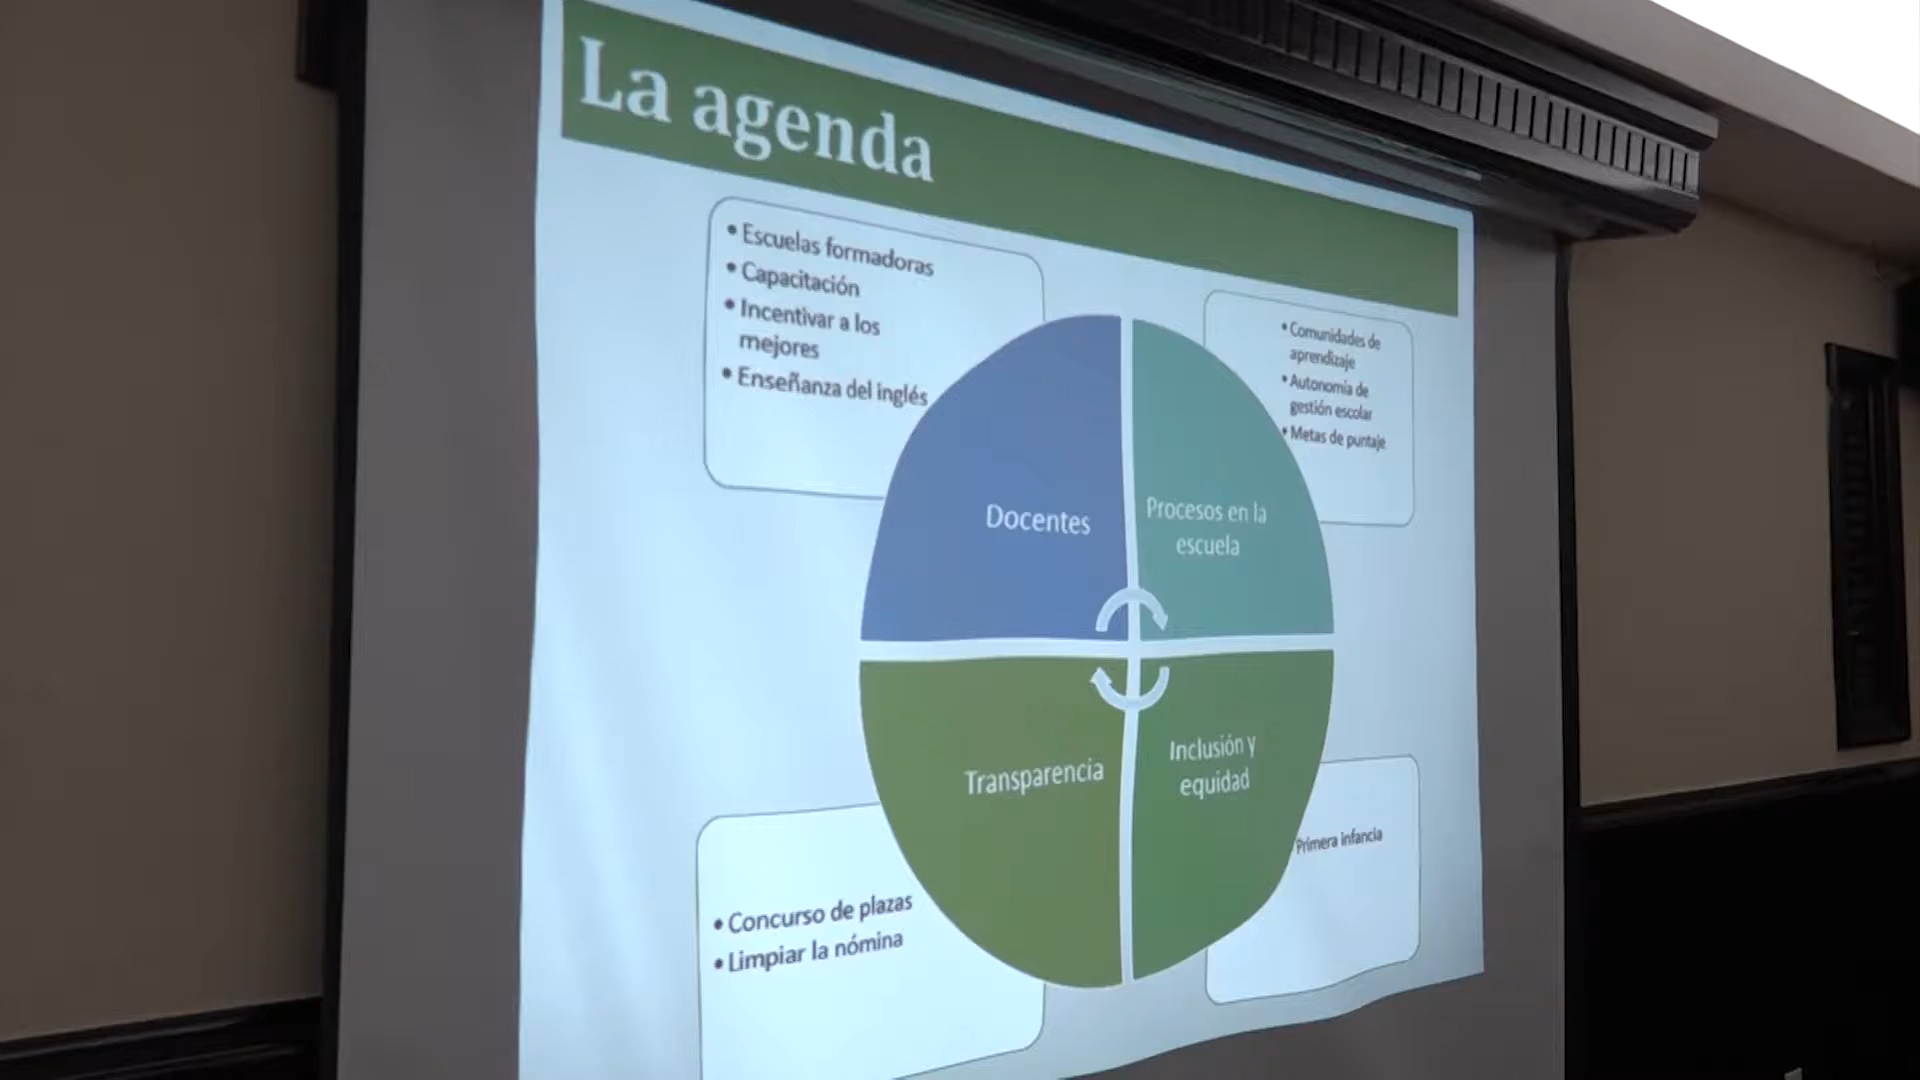 La agenda
• Escuelas formadoras
• Capacitación
• Incentivar a los
mejores
• Enseñanza del inglés
• Comunidades de
aprendizaje
• Autonomía de
gestión escolar
• Metas de puntaje
Docentes
Procesos en la
escuela
Transparencia
Inclusión y
equidad
• Concurso de plazas
• Limpiar la nómina
Primera infancia